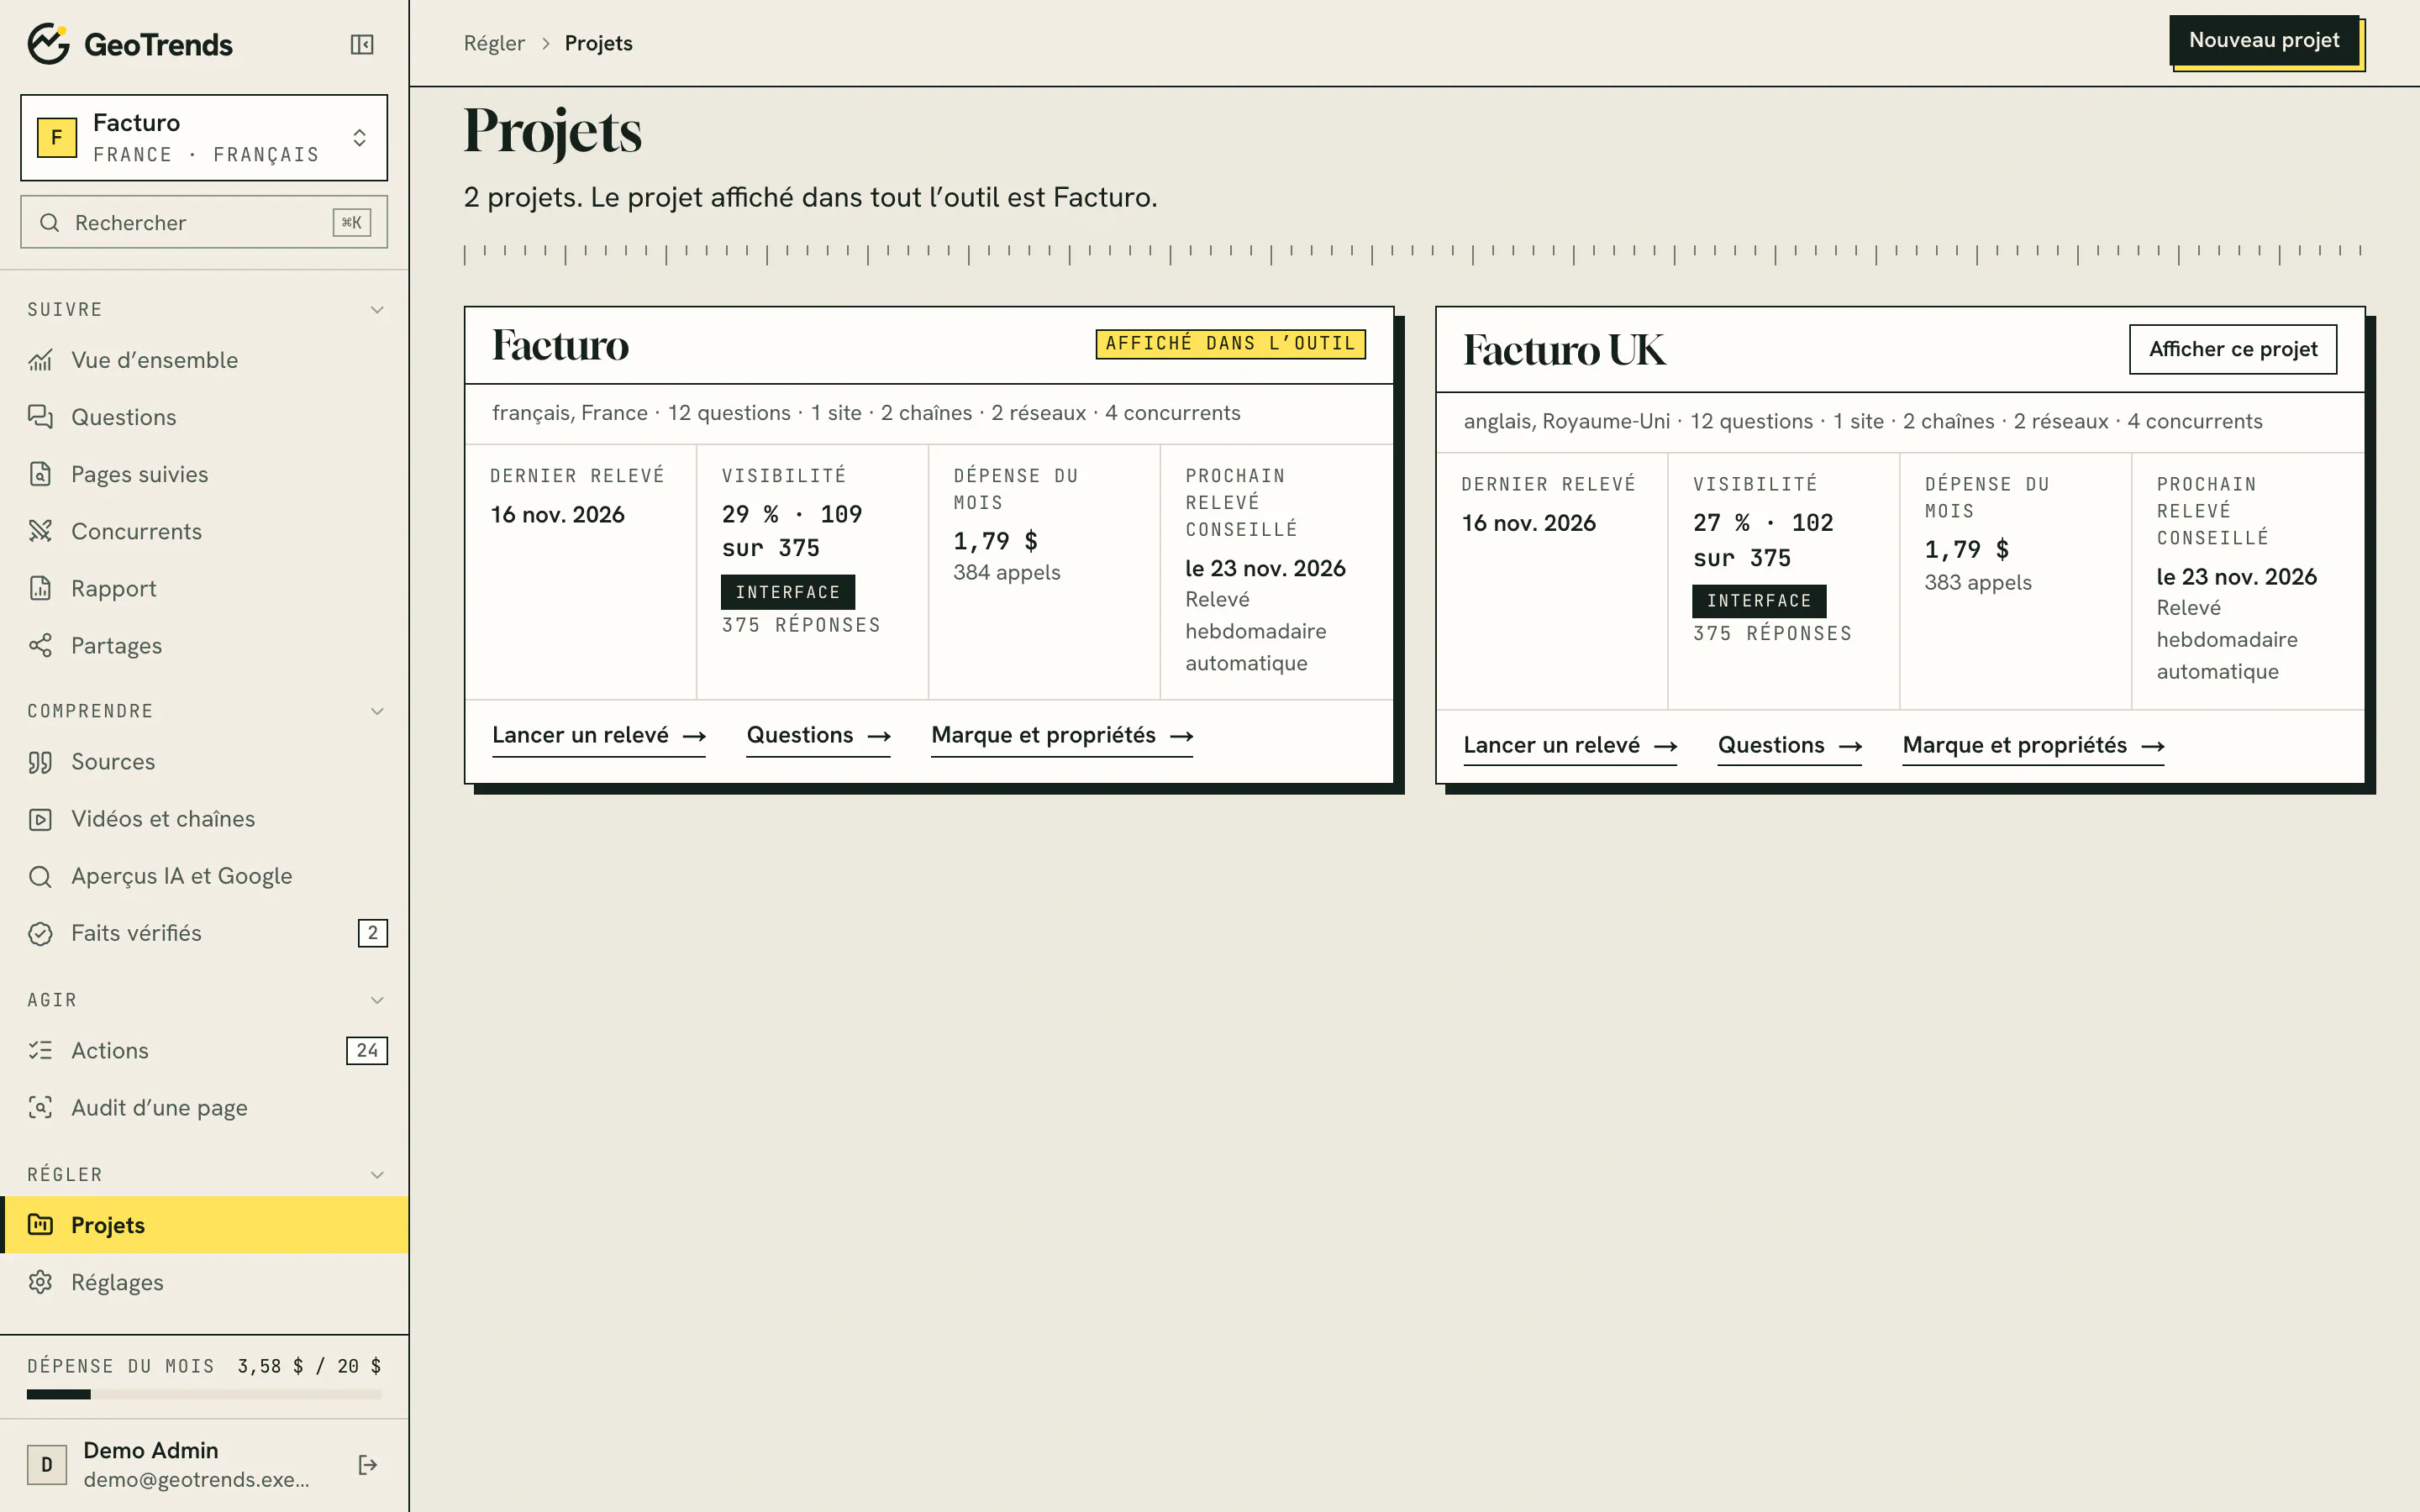 GeoTrends
F
Facturo
FRANCE · FRANÇAIS
Rechercher
⌘K
SUIVRE
Vue d’ensemble
Questions
Pages suivies
Concurrents
Rapport
Partages
COMPRENDRE
Sources
Vidéos et chaînes
Aperçus IA et Google
Faits vérifiés
2
AGIR
Actions
24
Audit d’une page
RÉGLER
Projets
Réglages
DÉPENSE DU MOIS 3,58 $ / 20 $
D
Demo Admin
demo@geotrends.exe…
Régler > Projets
Nouveau projet
Projets
2 projets. Le projet affiché dans tout l’outil est Facturo.
Facturo
AFFICHÉ DANS L’OUTIL
français, France · 12 questions · 1 site · 2 chaînes · 2 réseaux · 4 concurrents
DERNIER RELEVÉ
16 nov. 2026
VISIBILITÉ
29 % · 109
sur 375
INTERFACE
375 RÉPONSES
DÉPENSE DU
MOIS
1,79 $
384 appels
PROCHAIN
RELEVÉ
CONSEILLÉ
le 23 nov. 2026
Relevé
hebdomadaire
automatique
Lancer un relevé → Questions → Marque et propriétés →
Facturo UK
Afficher ce projet
anglais, Royaume-Uni · 12 questions · 1 site · 2 chaînes · 2 réseaux · 4 concurrents
DERNIER RELEVÉ
16 nov. 2026
VISIBILITÉ
27 % · 102
sur 375
INTERFACE
375 RÉPONSES
DÉPENSE DU
MOIS
1,79 $
383 appels
PROCHAIN
RELEVÉ
CONSEILLÉ
le 23 nov. 2026
Relevé
hebdomadaire
automatique
Lancer un relevé → Questions → Marque et propriétés →